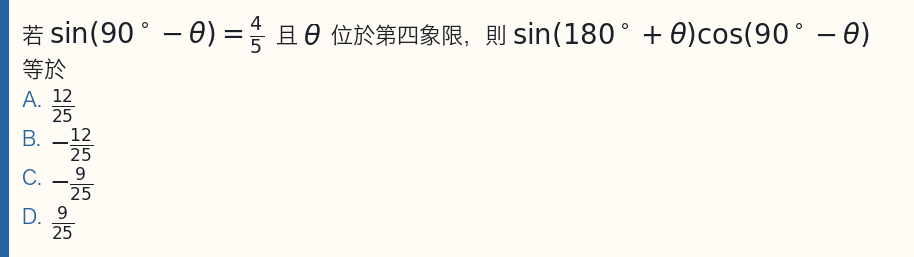 若 sin(90° − θ) = 4/5 且 θ 位於第四象限，則 sin(180° + θ)cos(90° − θ)
等於
A. 12/25
B. −12/25
C. −9/25
D. 9/25